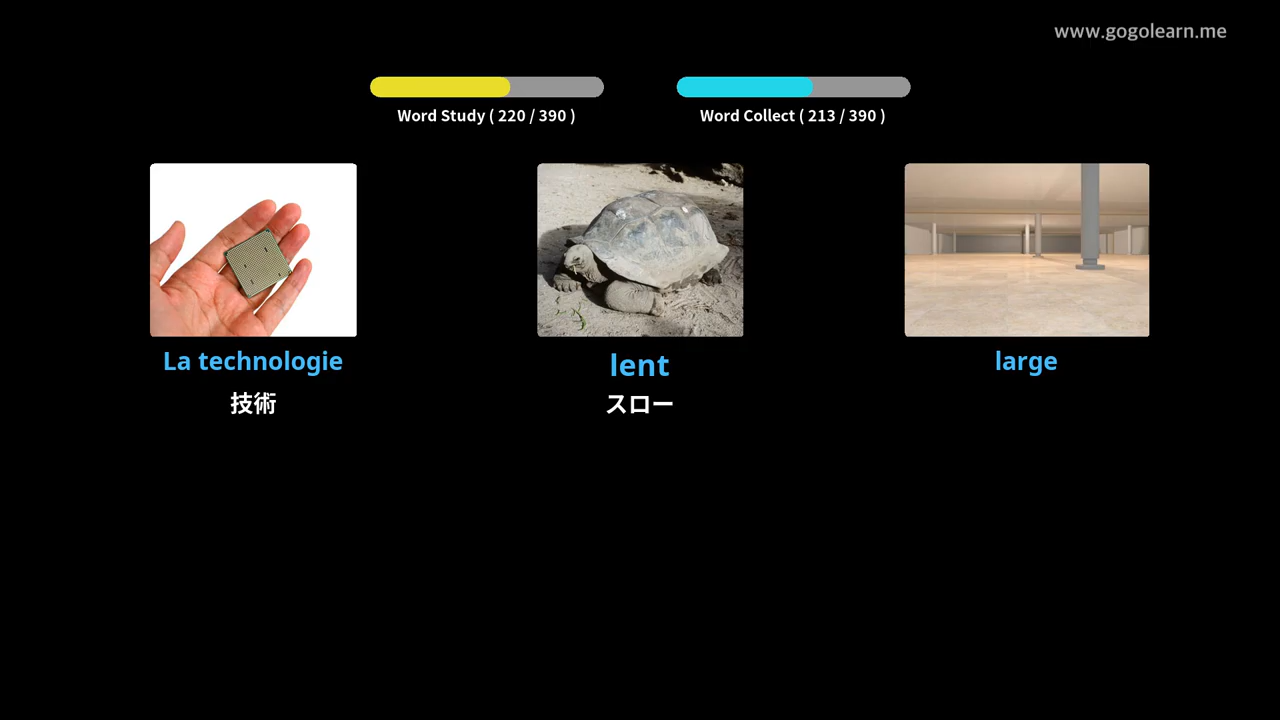 www.gogolearn.me
Word Study ( 220 / 390 )
Word Collect ( 213 / 390 )
La technologie
lent
large
技術
スロー